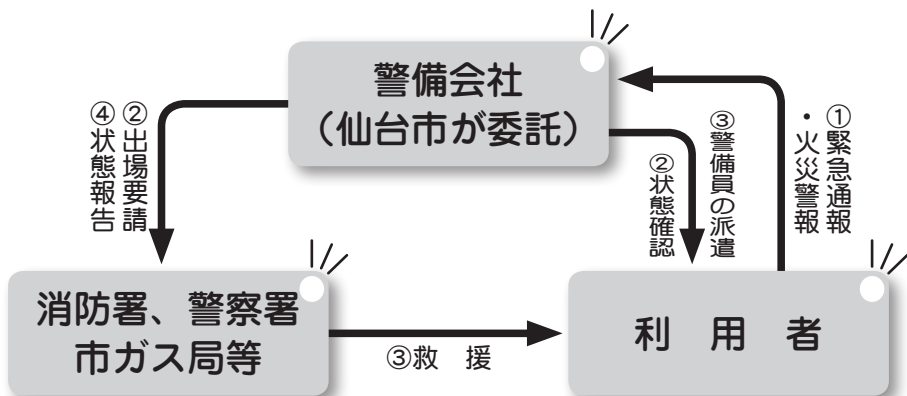 警備会社
（仙台市が委託）
②出場要請
④状態報告
①緊急通報
・火災警報
③警備員の派遣
②状態確認
消防署、警察署
市ガス局等
③救　援
利　用　者